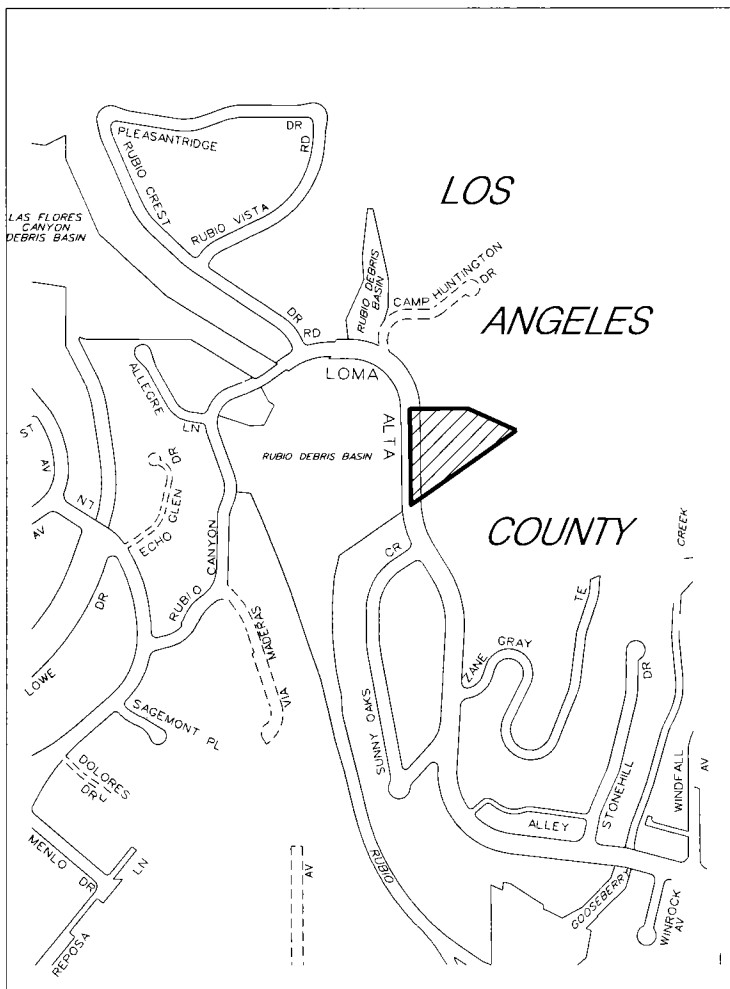 PLEASANTRIDGE
DR
RD
RUBIO CREST
RUBIO VISTA
LOS
LAS FLORES
CANYON
DEBRIS BASIN
RUBIO DEBRIS
BASIN
CAMP HUNTINGTON
DR
DR
RD
ANGELES
LOMA
ALTA
ALLEGRE
LN
ST
AV
RUBIO DEBRIS BASIN
LN
AV
ECHO GLEN DR
RUBIO CANYON
COUNTY
CREEK
CR
DR
TE
LOWE
VIA MADERAS
ZANE GRAY
DR
SAGEMONT PL
SUNNY OAKS
DOLORES
DR
STONEHILL
WINDFALL
AV
ALLEY
MENLO
DR
LN
AV
RUBIO
GOOSEBERRY
WINROCK
AV
REPOSA